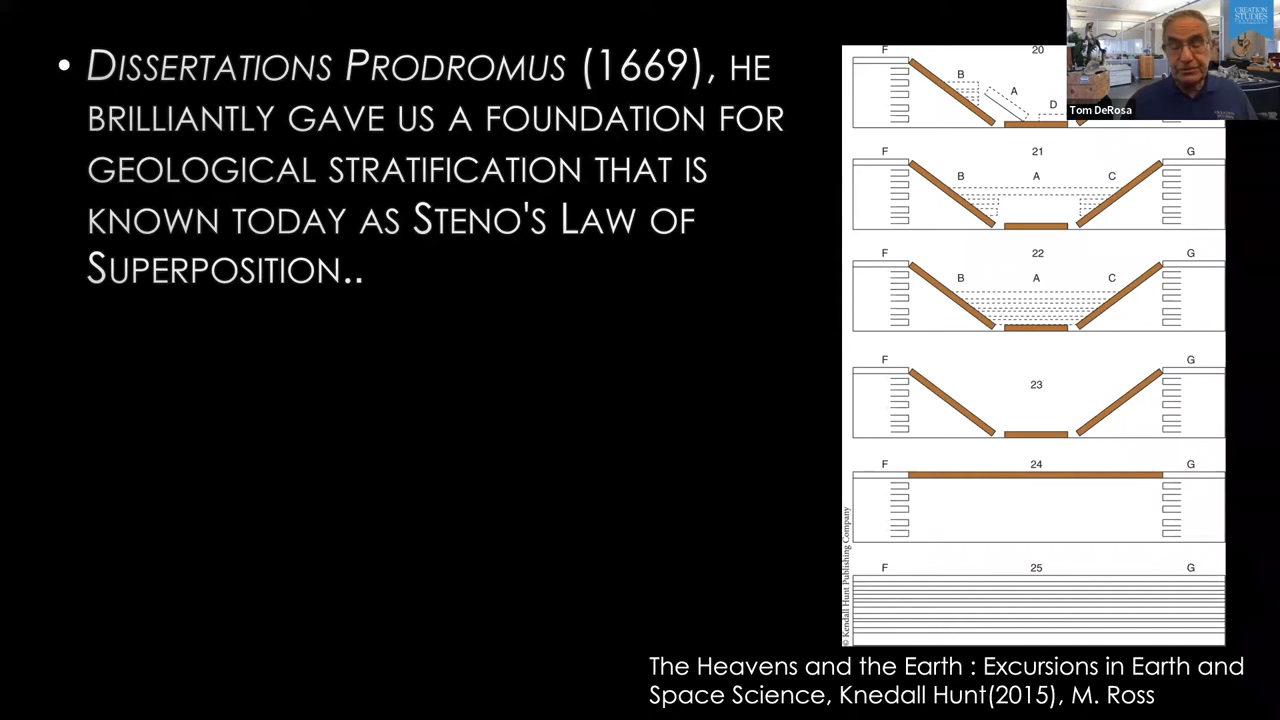 • Dissertations Prodromus (1669), he
brilliantly gave us a foundation for
geological stratification that is
known today as Steno's Law of
Superposition..
F 20
B
A
D
F 21 G
B A C
F 22 G
B A C
F G
23
F 24 G
F 25 G
© Kendall Hunt Publishing Company
The Heavens and the Earth : Excursions in Earth and
Space Science, Knedall Hunt(2015), M. Ross
Tom DeRosa
CREATION
STUDIES